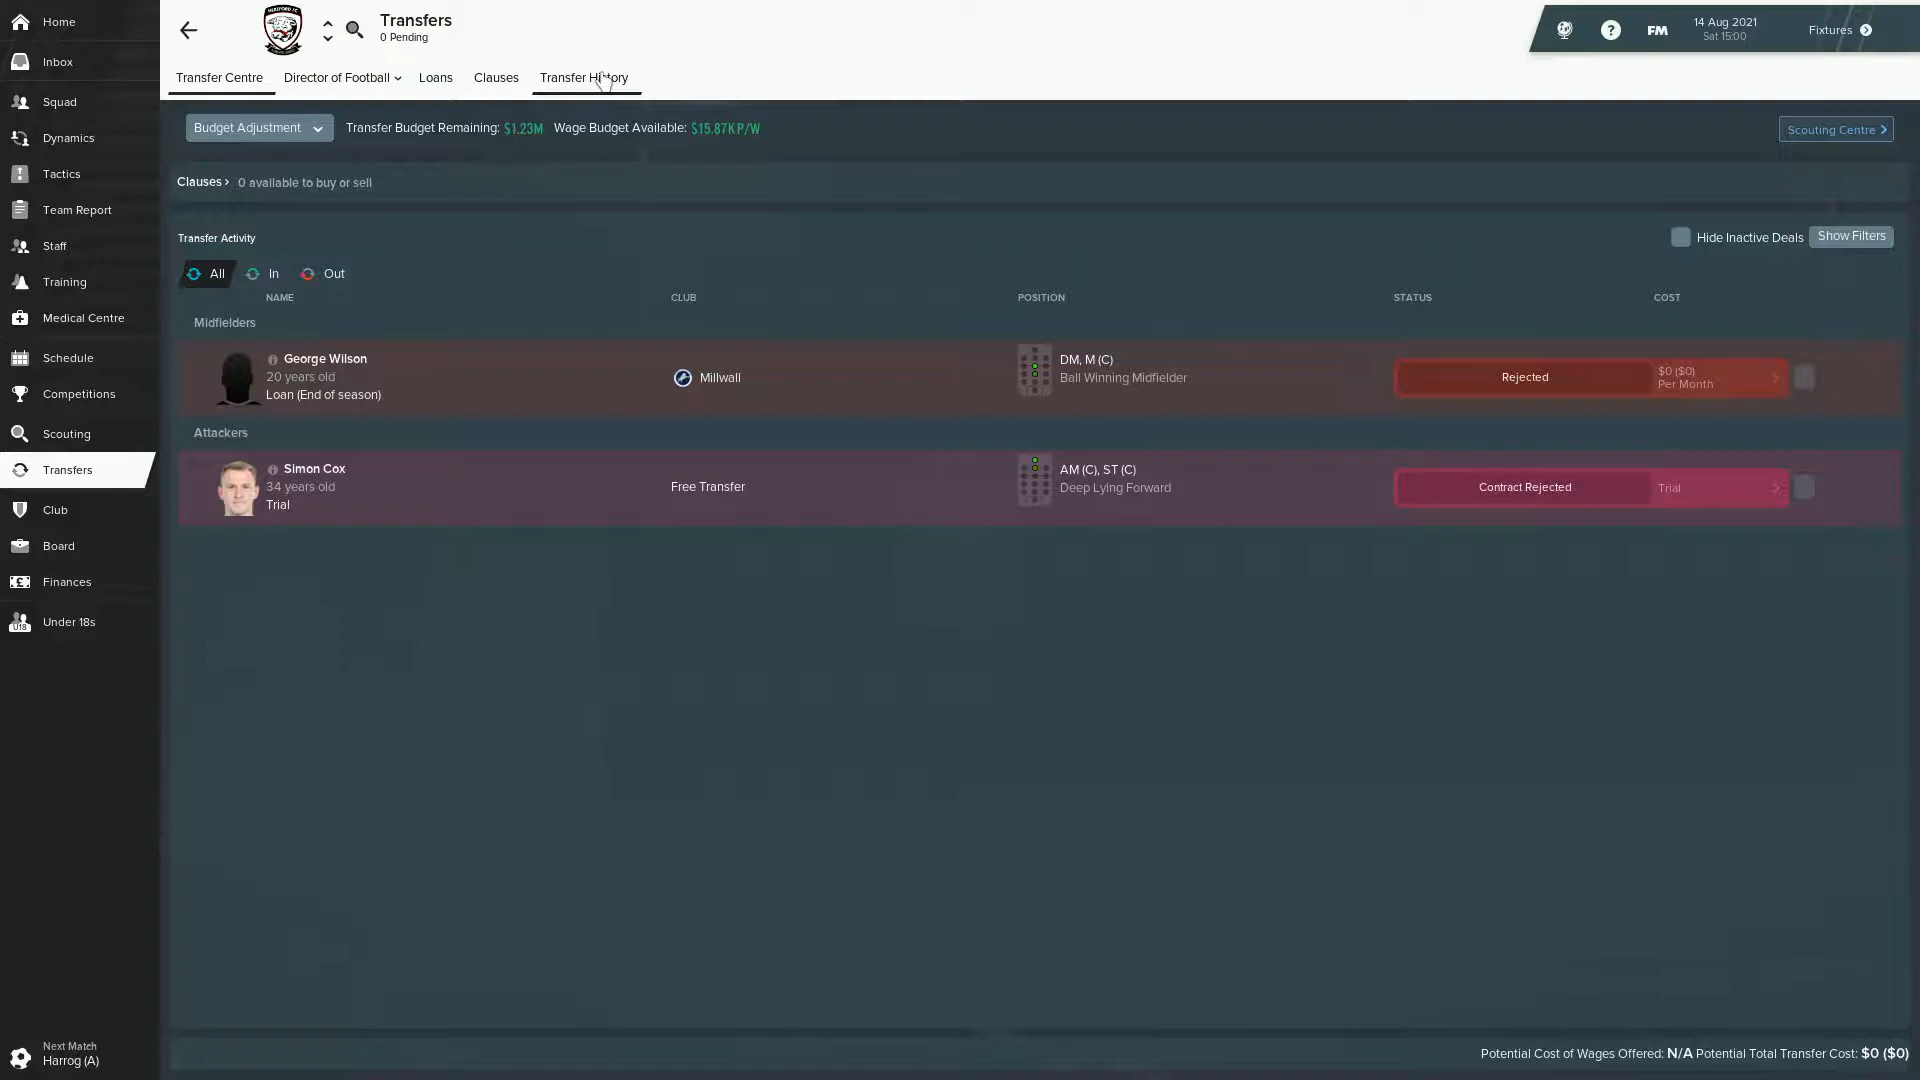 Home
Inbox
Squad
Dynamics
Tactics
Team Report
Staff
Training
Medical Centre
Schedule
Competitions
Scouting
Transfers
Club
Board
Finances
U18 Under 18s
Next Match
Harrog (A)
HEREFORD FC
Transfers
0 Pending
FM
14 Aug 2021
Sat 15:00
Fixtures
Transfer Centre Director of Football Loans Clauses Transfer History
Budget Adjustment Transfer Budget Remaining: $1.23M Wage Budget Available: $15.87K P/W Scouting Centre
Clauses 0 available to buy or sell
Transfer Activity Hide Inactive Deals Show Filters
All In Out
NAME CLUB POSITION STATUS COST
Midfielders
George Wilson
20 years old
Loan (End of season)
Millwall
DM, M (C)
Ball Winning Midfielder
Rejected
$0 ($0)
Per Month
Attackers
Simon Cox
34 years old
Trial
Free Transfer
AM (C), ST (C)
Deep Lying Forward
Contract Rejected
Trial
Potential Cost of Wages Offered: N/A Potential Total Transfer Cost: $0 ($0)